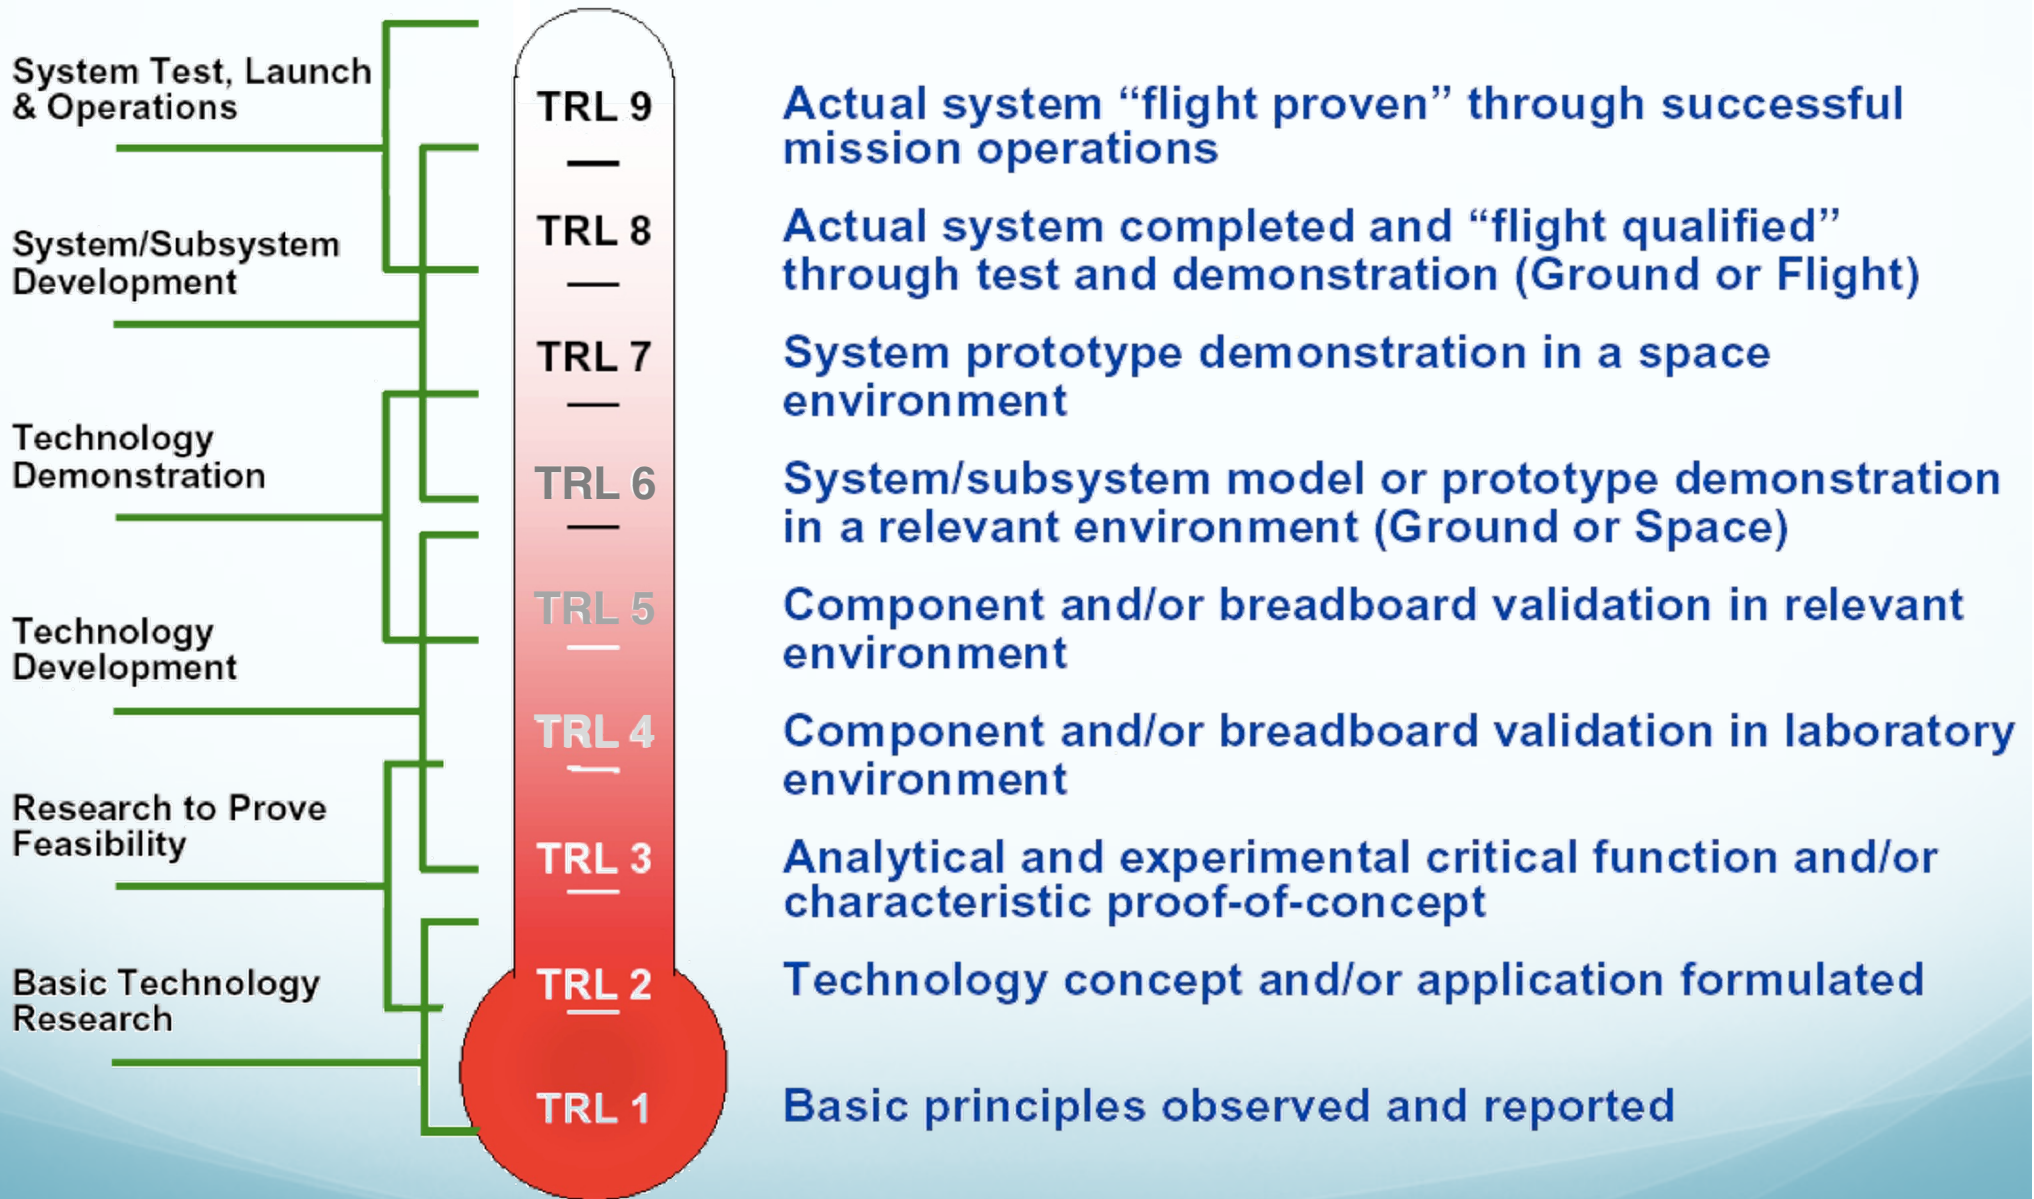 System Test, Launch
& Operations
System/Subsystem
Development
Technology
Demonstration
Technology
Development
Research to Prove
Feasibility
Basic Technology
Research
TRL 9
TRL 8
TRL 7
TRL 6
TRL 5
TRL 4
TRL 3
TRL 2
TRL 1
Actual system “flight proven” through successful
mission operations
Actual system completed and “flight qualified”
through test and demonstration (Ground or Flight)
System prototype demonstration in a space
environment
System/subsystem model or prototype demonstration
in a relevant environment (Ground or Space)
Component and/or breadboard validation in relevant
environment
Component and/or breadboard validation in laboratory
environment
Analytical and experimental critical function and/or
characteristic proof-of-concept
Technology concept and/or application formulated
Basic principles observed and reported